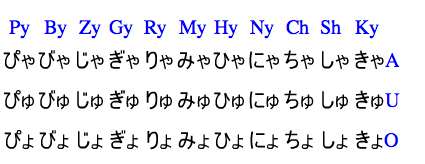 Py By Zy Gy Ry My Hy Ny Ch Sh Ky
ぴゃ びゃ じゃ ぎゃ りゃ みゃ ひゃ にゃ ちゃ しゃ きゃ A
ぴゅ びゅ じゅ ぎゅ りゅ みゅ ひゅ にゅ ちゅ しゅ きゅ U
ぴょ びょ じょ ぎょ りょ みょ ひょ にょ ちょ しょ きょ O